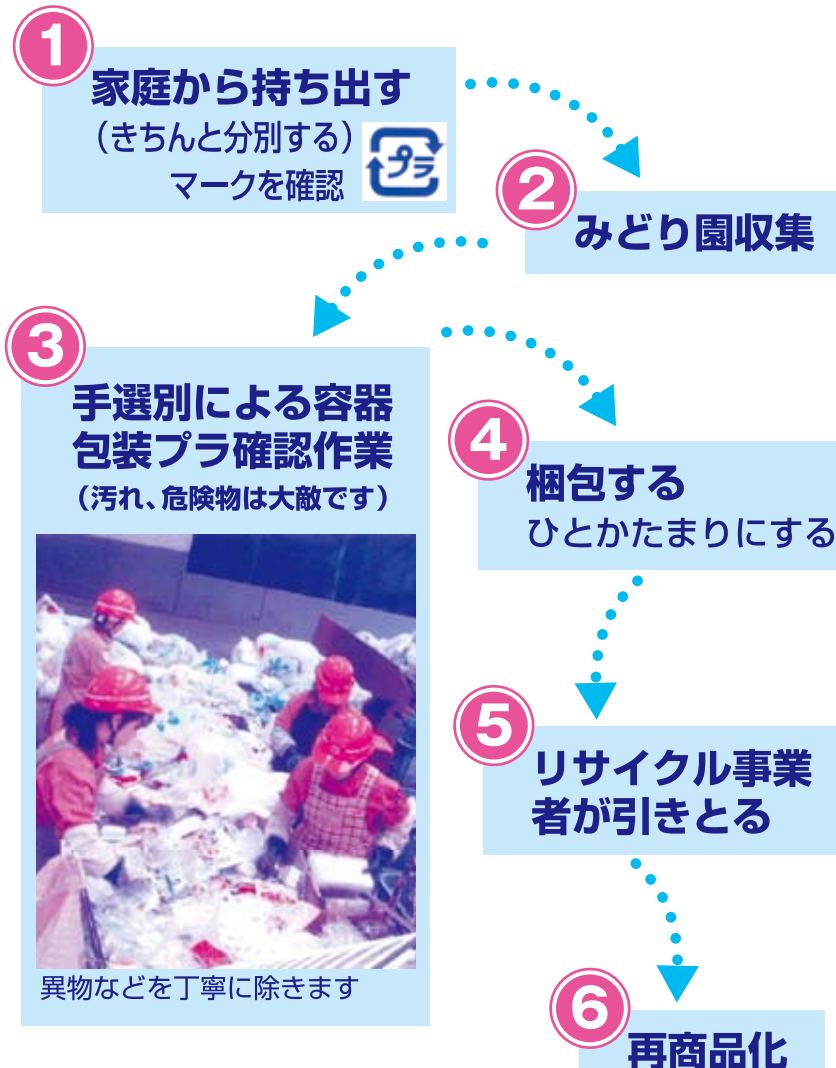 1
家庭から持ち出す
(きちんと分別する)
マークを確認
プラ
2
みどり園収集
3
手選別による容器
包装プラ確認作業
(汚れ、危険物は大敵です)
異物などを丁寧に除きます
4
梱包する
ひとかたまりにする
5
リサイクル事業
者が引きとる
6
再商品化